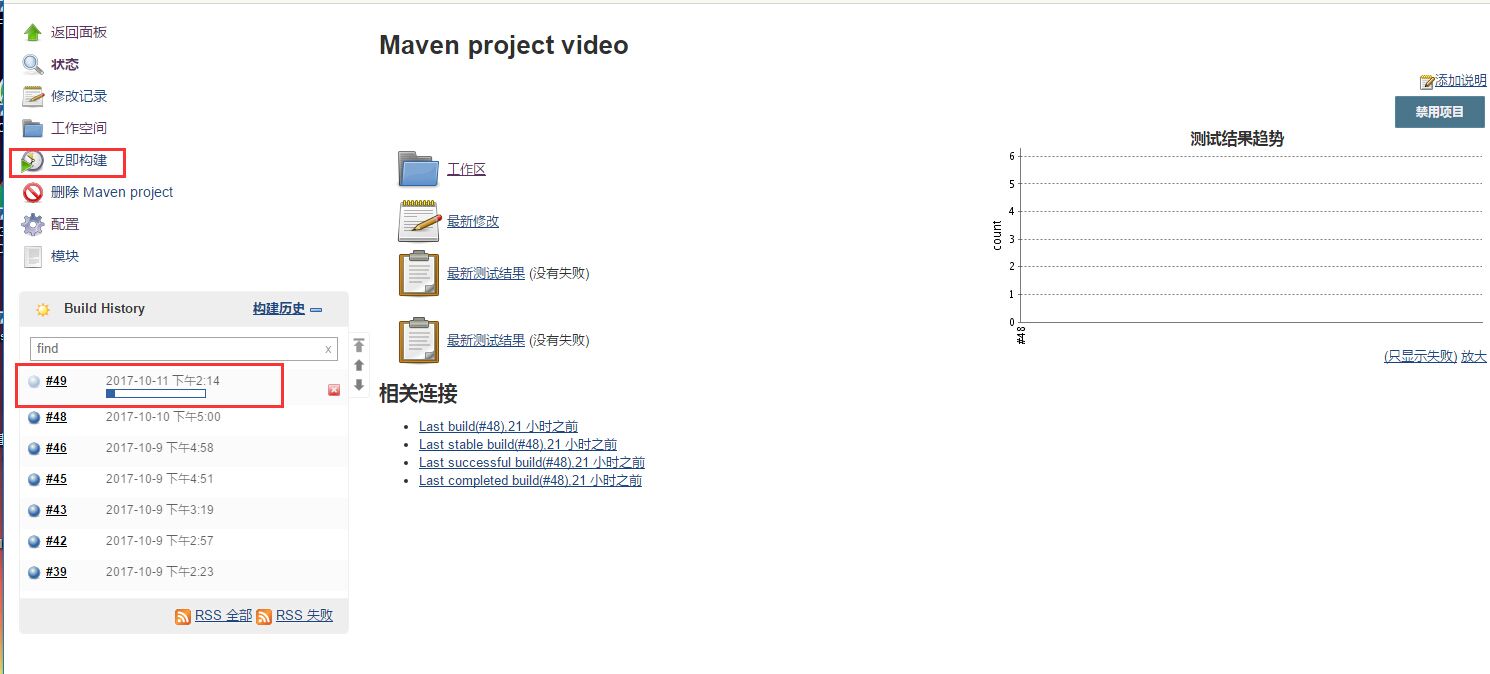 返回面板
状态
修改记录
工作空间
立即构建
删除 Maven project
配置
模块
Build History
构建历史
find
x
#49 2017-10-11 下午2:14
#48 2017-10-10 下午5:00
#46 2017-10-9 下午4:58
#45 2017-10-9 下午4:51
#43 2017-10-9 下午3:19
#42 2017-10-9 下午2:57
#39 2017-10-9 下午2:23
RSS 全部 RSS 失败
Maven project video
添加说明
禁用项目
工作区
最新修改
最新测试结果 (没有失败)
最新测试结果 (没有失败)
相关连接
Last build(#48),21 小时之前
Last stable build(#48),21 小时之前
Last successful build(#48),21 小时之前
Last completed build(#48),21 小时之前
测试结果趋势
count
6
5
4
3
2
1
0
#48
(只显示失败) 放大